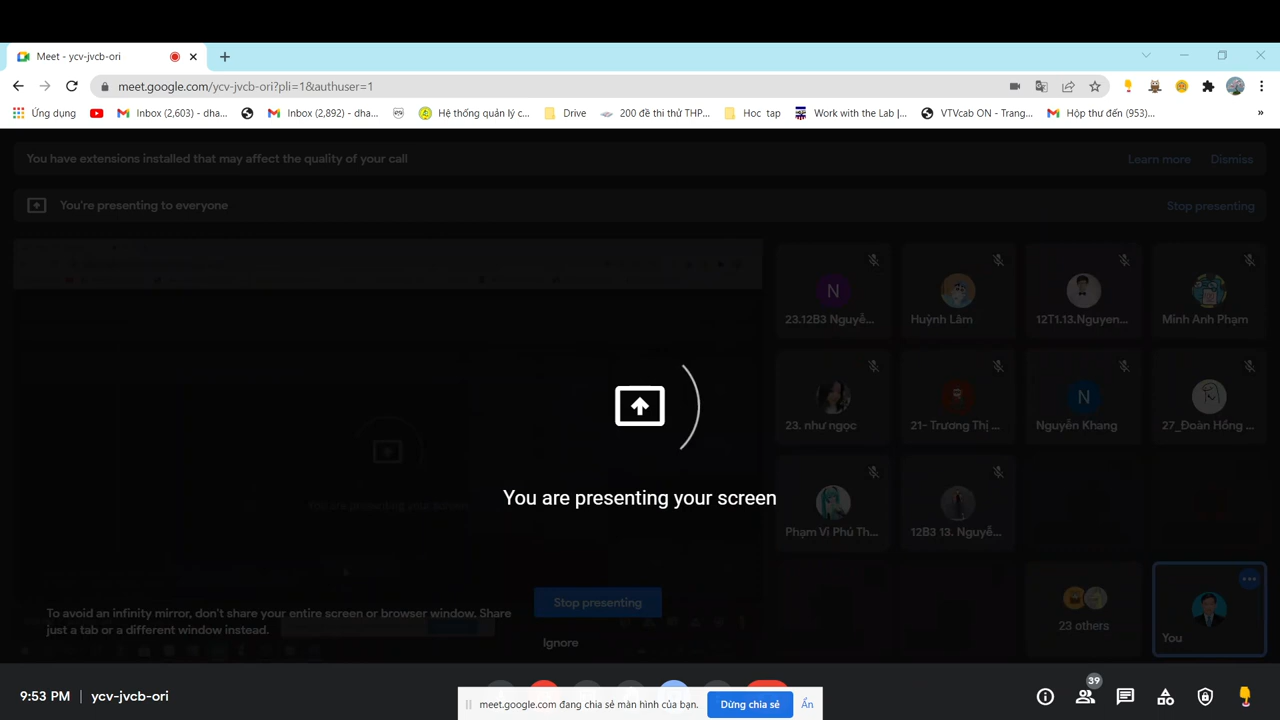 Meet - ycv-jvcb-ori
meet.google.com/ycv-jvcb-ori?pli=1&authuser=1
Ứng dụng
Inbox (2,603) - dha...
Inbox (2,892) - dha...
Hệ thống quản lý c...
Drive
200 đề thi thử THP...
Hoc tap
Work with the Lab |...
VTVcab ON - Trang...
Hộp thư đến (953)...
»
You have extensions installed that may affect the quality of your call
Learn more
Dismiss
You're presenting to everyone
Stop presenting
N
23.12B3 Nguyễ...
Huỳnh Lâm
12T1.13.Nguyen...
Minh Anh Phạm
23. như ngọc
21- Trương Thị ...
N
Nguyễn Khang
27_Đoàn Hồng ...
You are presenting your screen
Phạm Vĩ Phú Th...
12B3 13. Nguyễ...
To avoid an infinity mirror, don't share your entire screen or browser window. Share
just a tab or a different window instead.
Stop presenting
Ignore
23 others
You
9:53 PM | ycv-jvcb-ori
meet.google.com đang chia sẻ màn hình của bạn.
Dừng chia sẻ
Ẩn
39